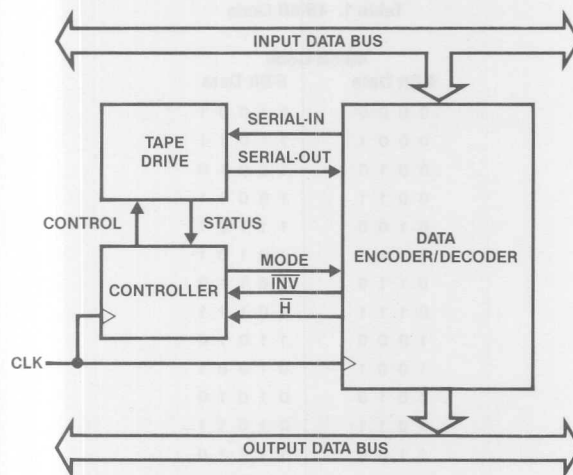 INPUT DATA BUS
SERIAL-IN
TAPE
DRIVE
SERIAL-OUT
CONTROL
STATUS
DATA
ENCODER/DECODER
MODE
CONTROLLER
INV
H
CLK
OUTPUT DATA BUS